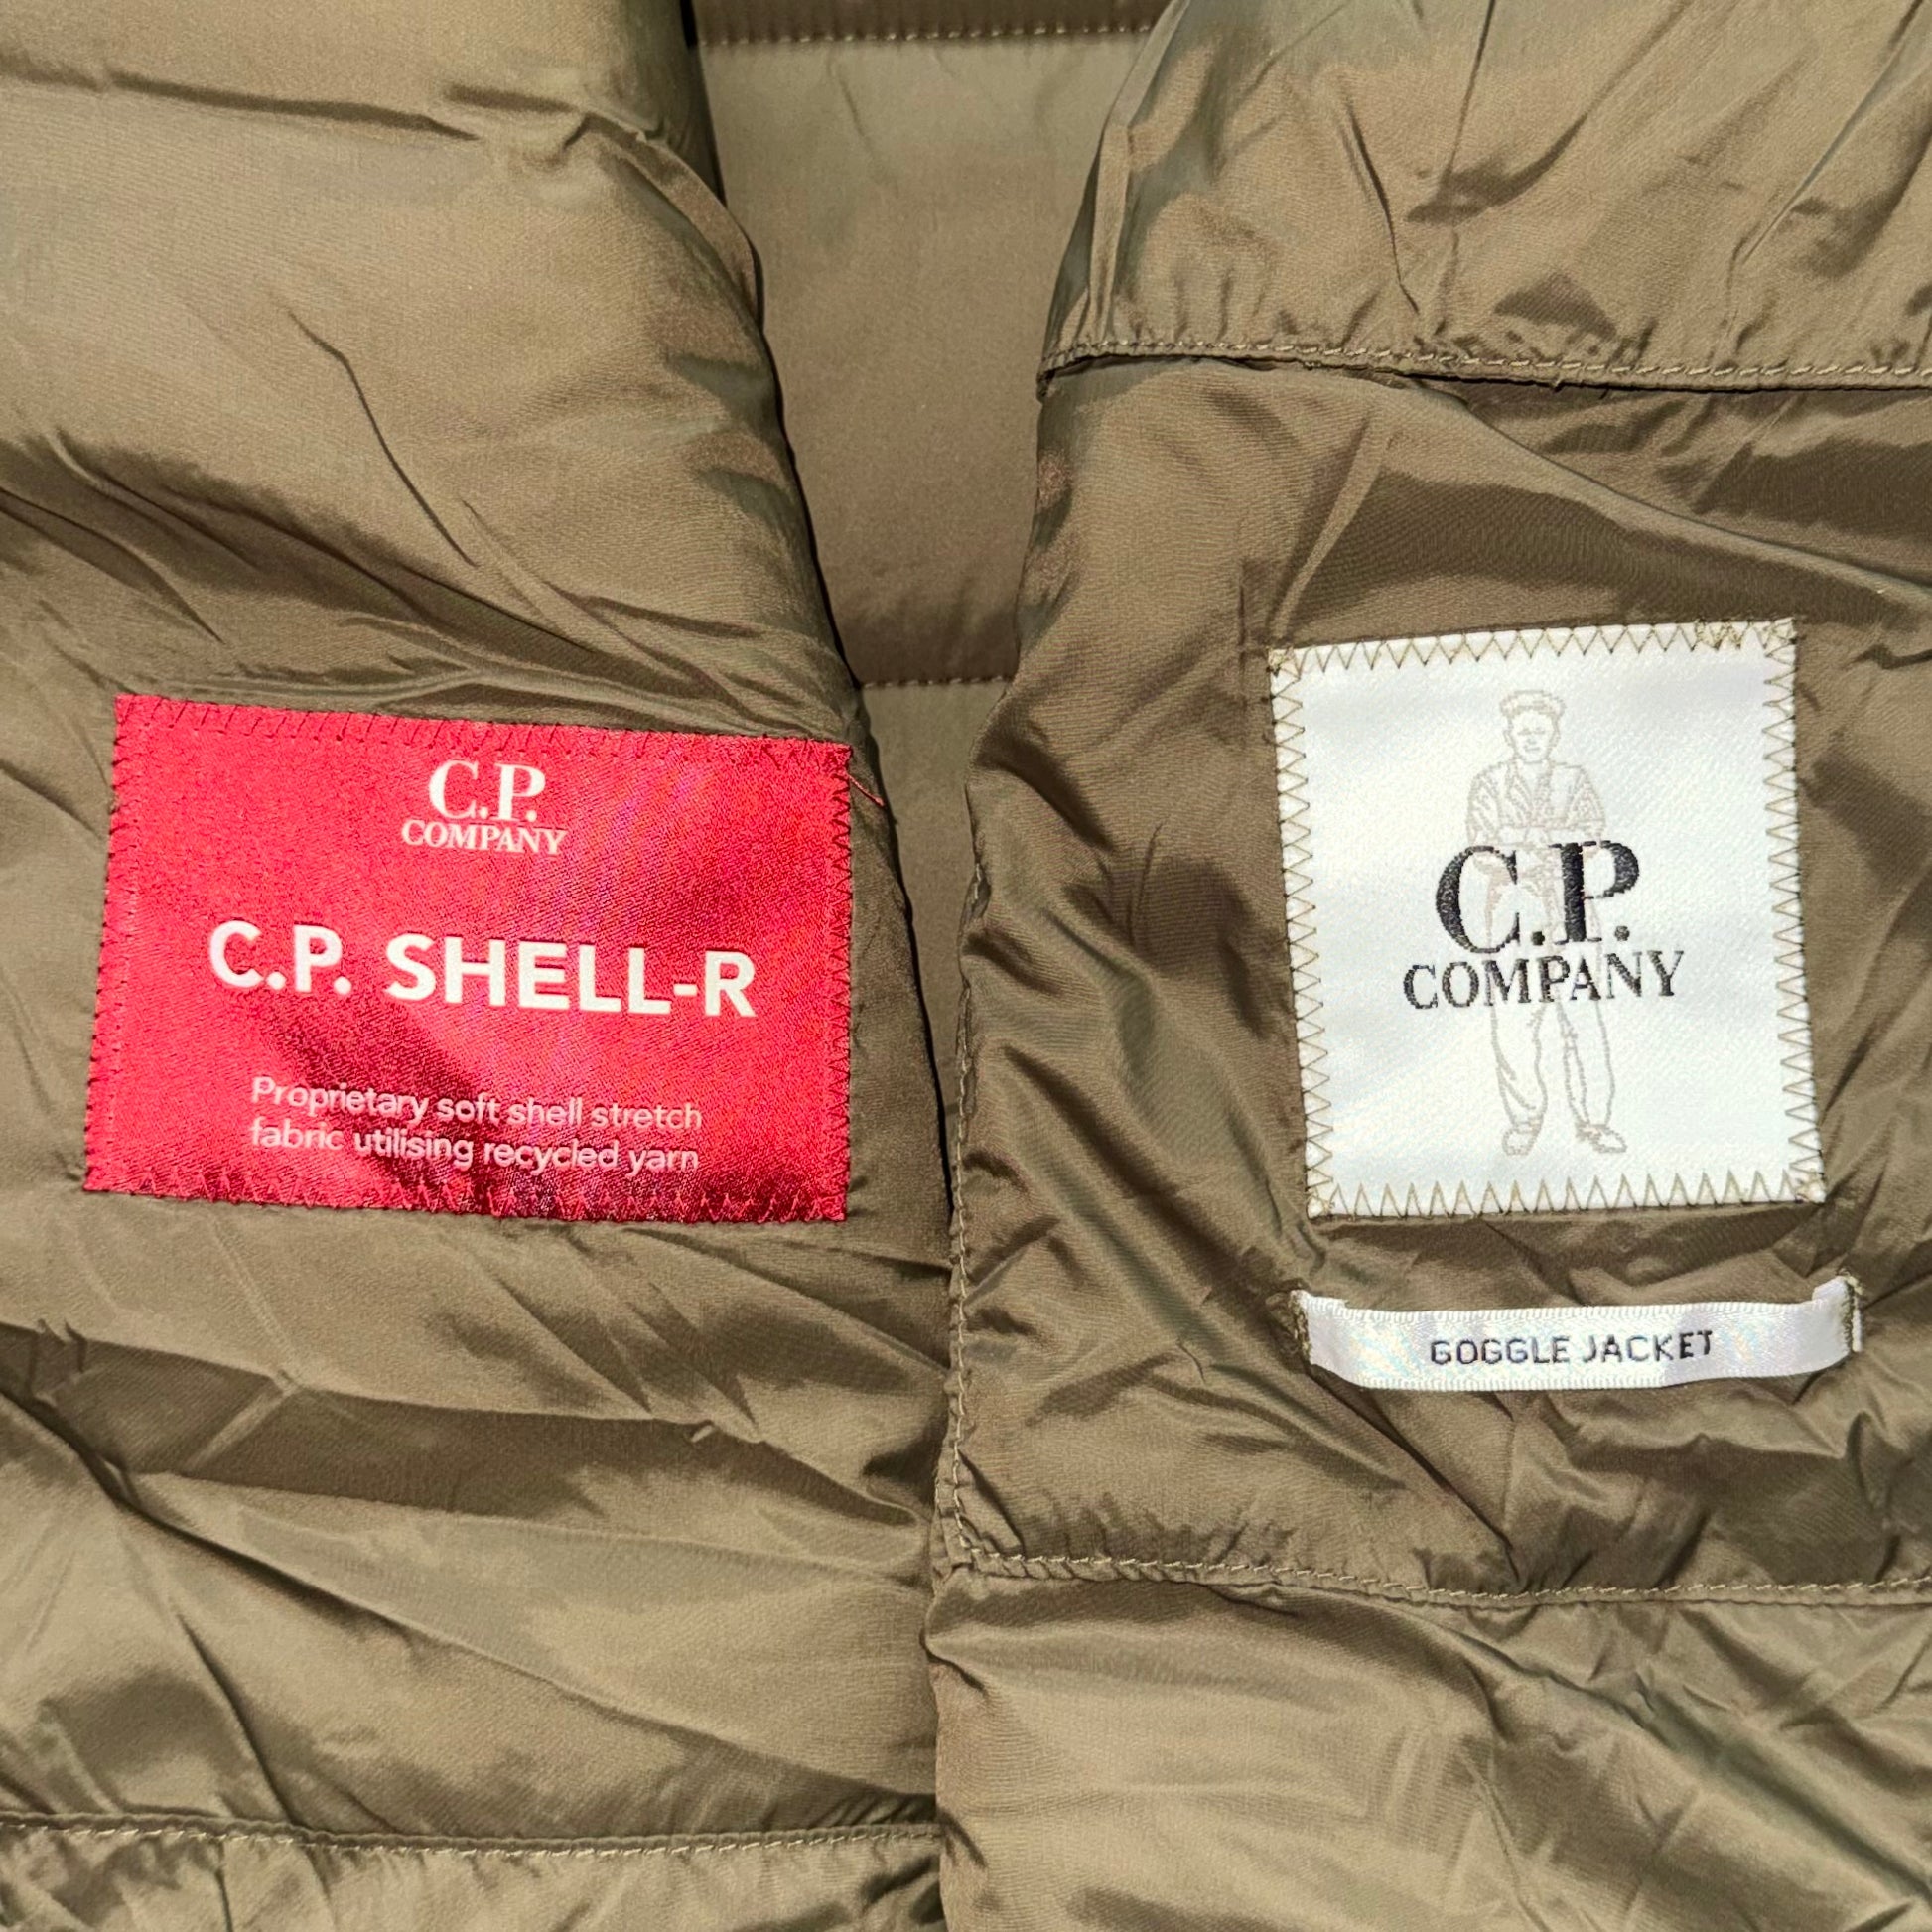 C.P.
COMPANY
C.P. SHELL-R
Proprietary soft shell stretch
fabric utilising recycled yarn
C.P.
COMPANY
GOGGLE JACKET